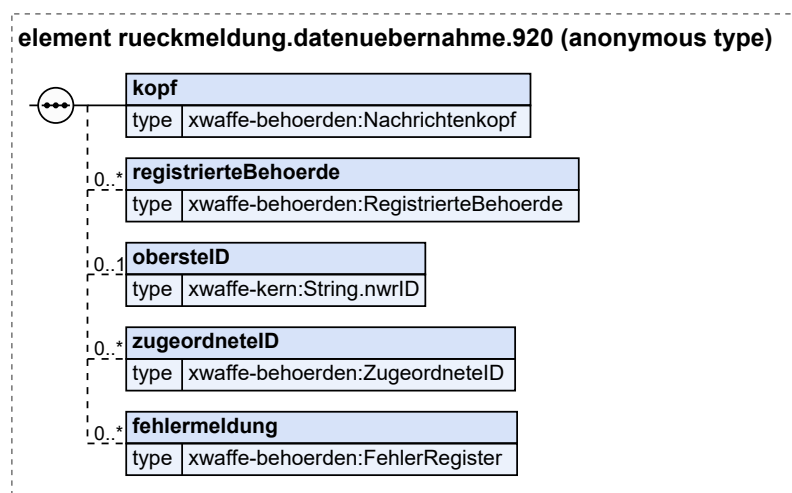 element rueckmeldung.datenuebernahme.920 (anonymous type)
kopf
type xwaffe-behoerden:Nachrichtenkopf
0..* registrierteBehoerde
type xwaffe-behoerden:RegistrierteBehoerde
0..1 obersteID
type xwaffe-kern:String.nwrID
0..* zugeordneteID
type xwaffe-behoerden:ZugeordneteID
0..* fehlermeldung
type xwaffe-behoerden:FehlerRegister